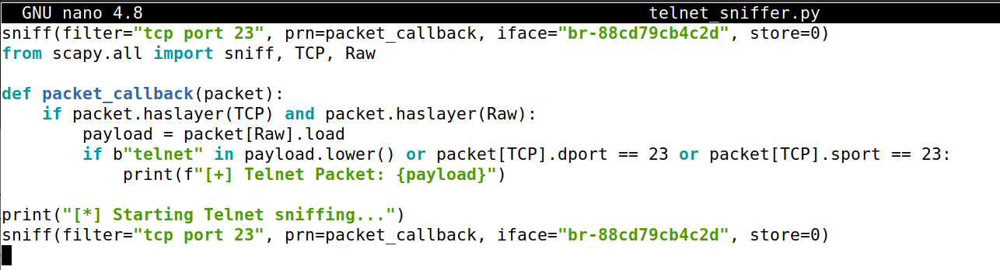 GNU nano 4.8 telnet_sniffer.py
sniff(filter="tcp port 23", prn=packet_callback, iface="br-88cd79cb4c2d", store=0)
from scapy.all import sniff, TCP, Raw

def packet_callback(packet):
    if packet.haslayer(TCP) and packet.haslayer(Raw):
        payload = packet[Raw].load
        if b"telnet" in payload.lower() or packet[TCP].dport == 23 or packet[TCP].sport == 23:
            print(f"[+] Telnet Packet: {payload}")

print("[*] Starting Telnet sniffing...")
sniff(filter="tcp port 23", prn=packet_callback, iface="br-88cd79cb4c2d", store=0)